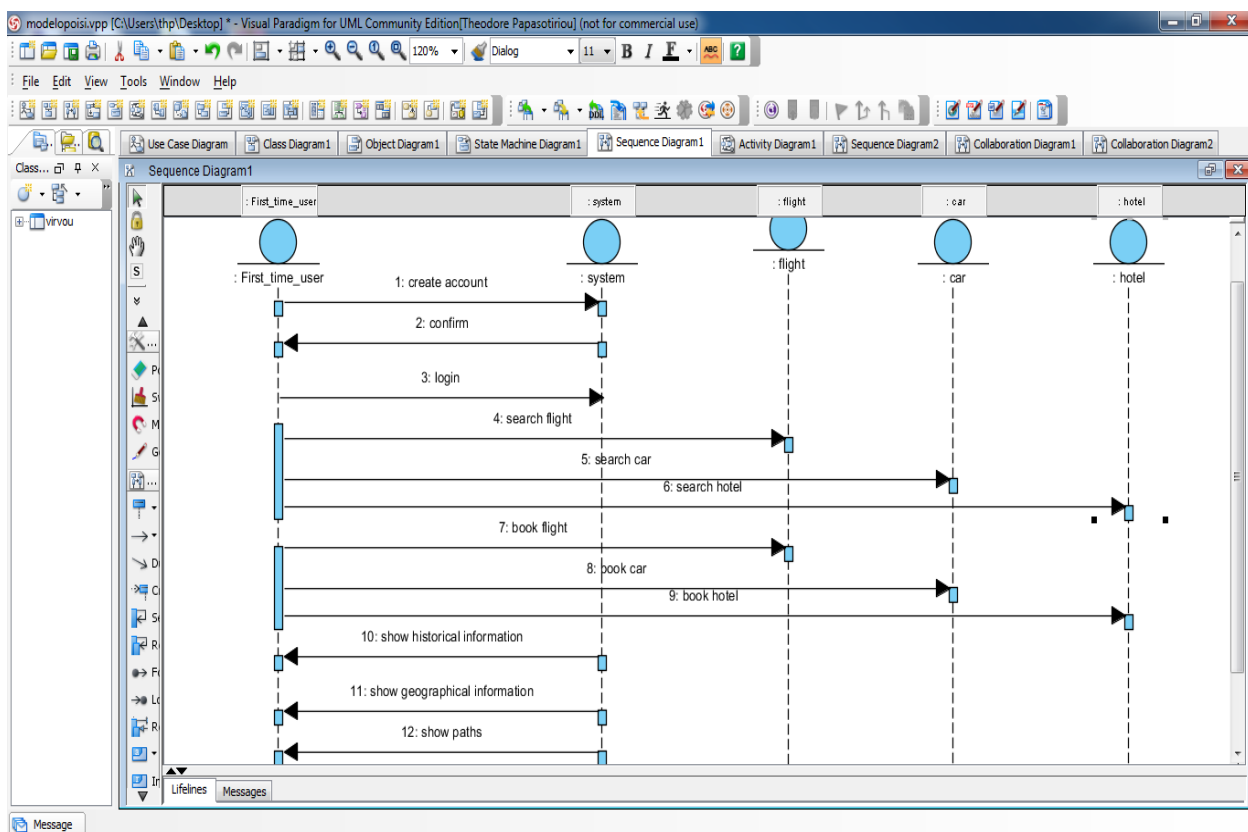 modelopoisi.vpp [C:\Users\thp\Desktop] * - Visual Paradigm for UML Community Edition[Theodore Papasotiriou] (not for commercial use)
120% Dialog 11 B I F ABC ?
File Edit View Tools Window Help
Use Case Diagram Class Diagram1 Object Diagram1 State Machine Diagram1 Sequence Diagram1 Activity Diagram1 Sequence Diagram2 Collaboration Diagram1 Collaboration Diagram2
Class...
Sequence Diagram1
: First_time_user : system : flight : car : hotel
virvou
S
: First_time_user : system : flight : car : hotel
1: create account
2: confirm
3: login
4: search flight
5: search car
6: search hotel
7: book flight
8: book car
9: book hotel
10: show historical information
11: show geographical information
12: show paths
Lifelines Messages
Message